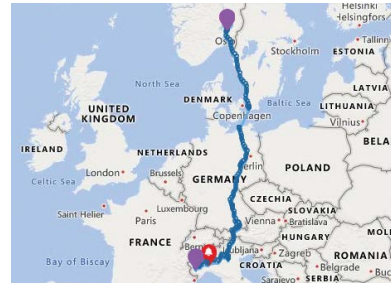 Helsinki
Helsingfors
Oslo
Stockholm
Tallinn
ESTONIA
North Sea
LATVIA
DENMARK
Baltic Sea
Copenhagen
LITHUANIA
Vilnius
UNITED
KINGDOM
IRELAND
NETHERLANDS
Berlin
POLAND
London
Brussels
GERMANY
Celtic Sea
Luxembourg
CZECHIA
Saint Helier
Paris
SLOVAKIA
Vienna
Bratislava
HUNGARY
FRANCE
Bern
Ljubljana
Zagreb
ROMANIA
Bay of Biscay
CROATIA
Belgrade
Sarajevo
SERBIA